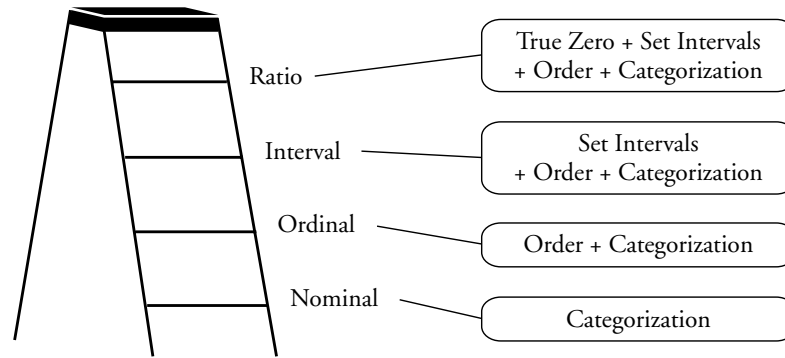 Ratio
True Zero + Set Intervals
+ Order + Categorization
Interval
Set Intervals
+ Order + Categorization
Ordinal
Order + Categorization
Nominal
Categorization